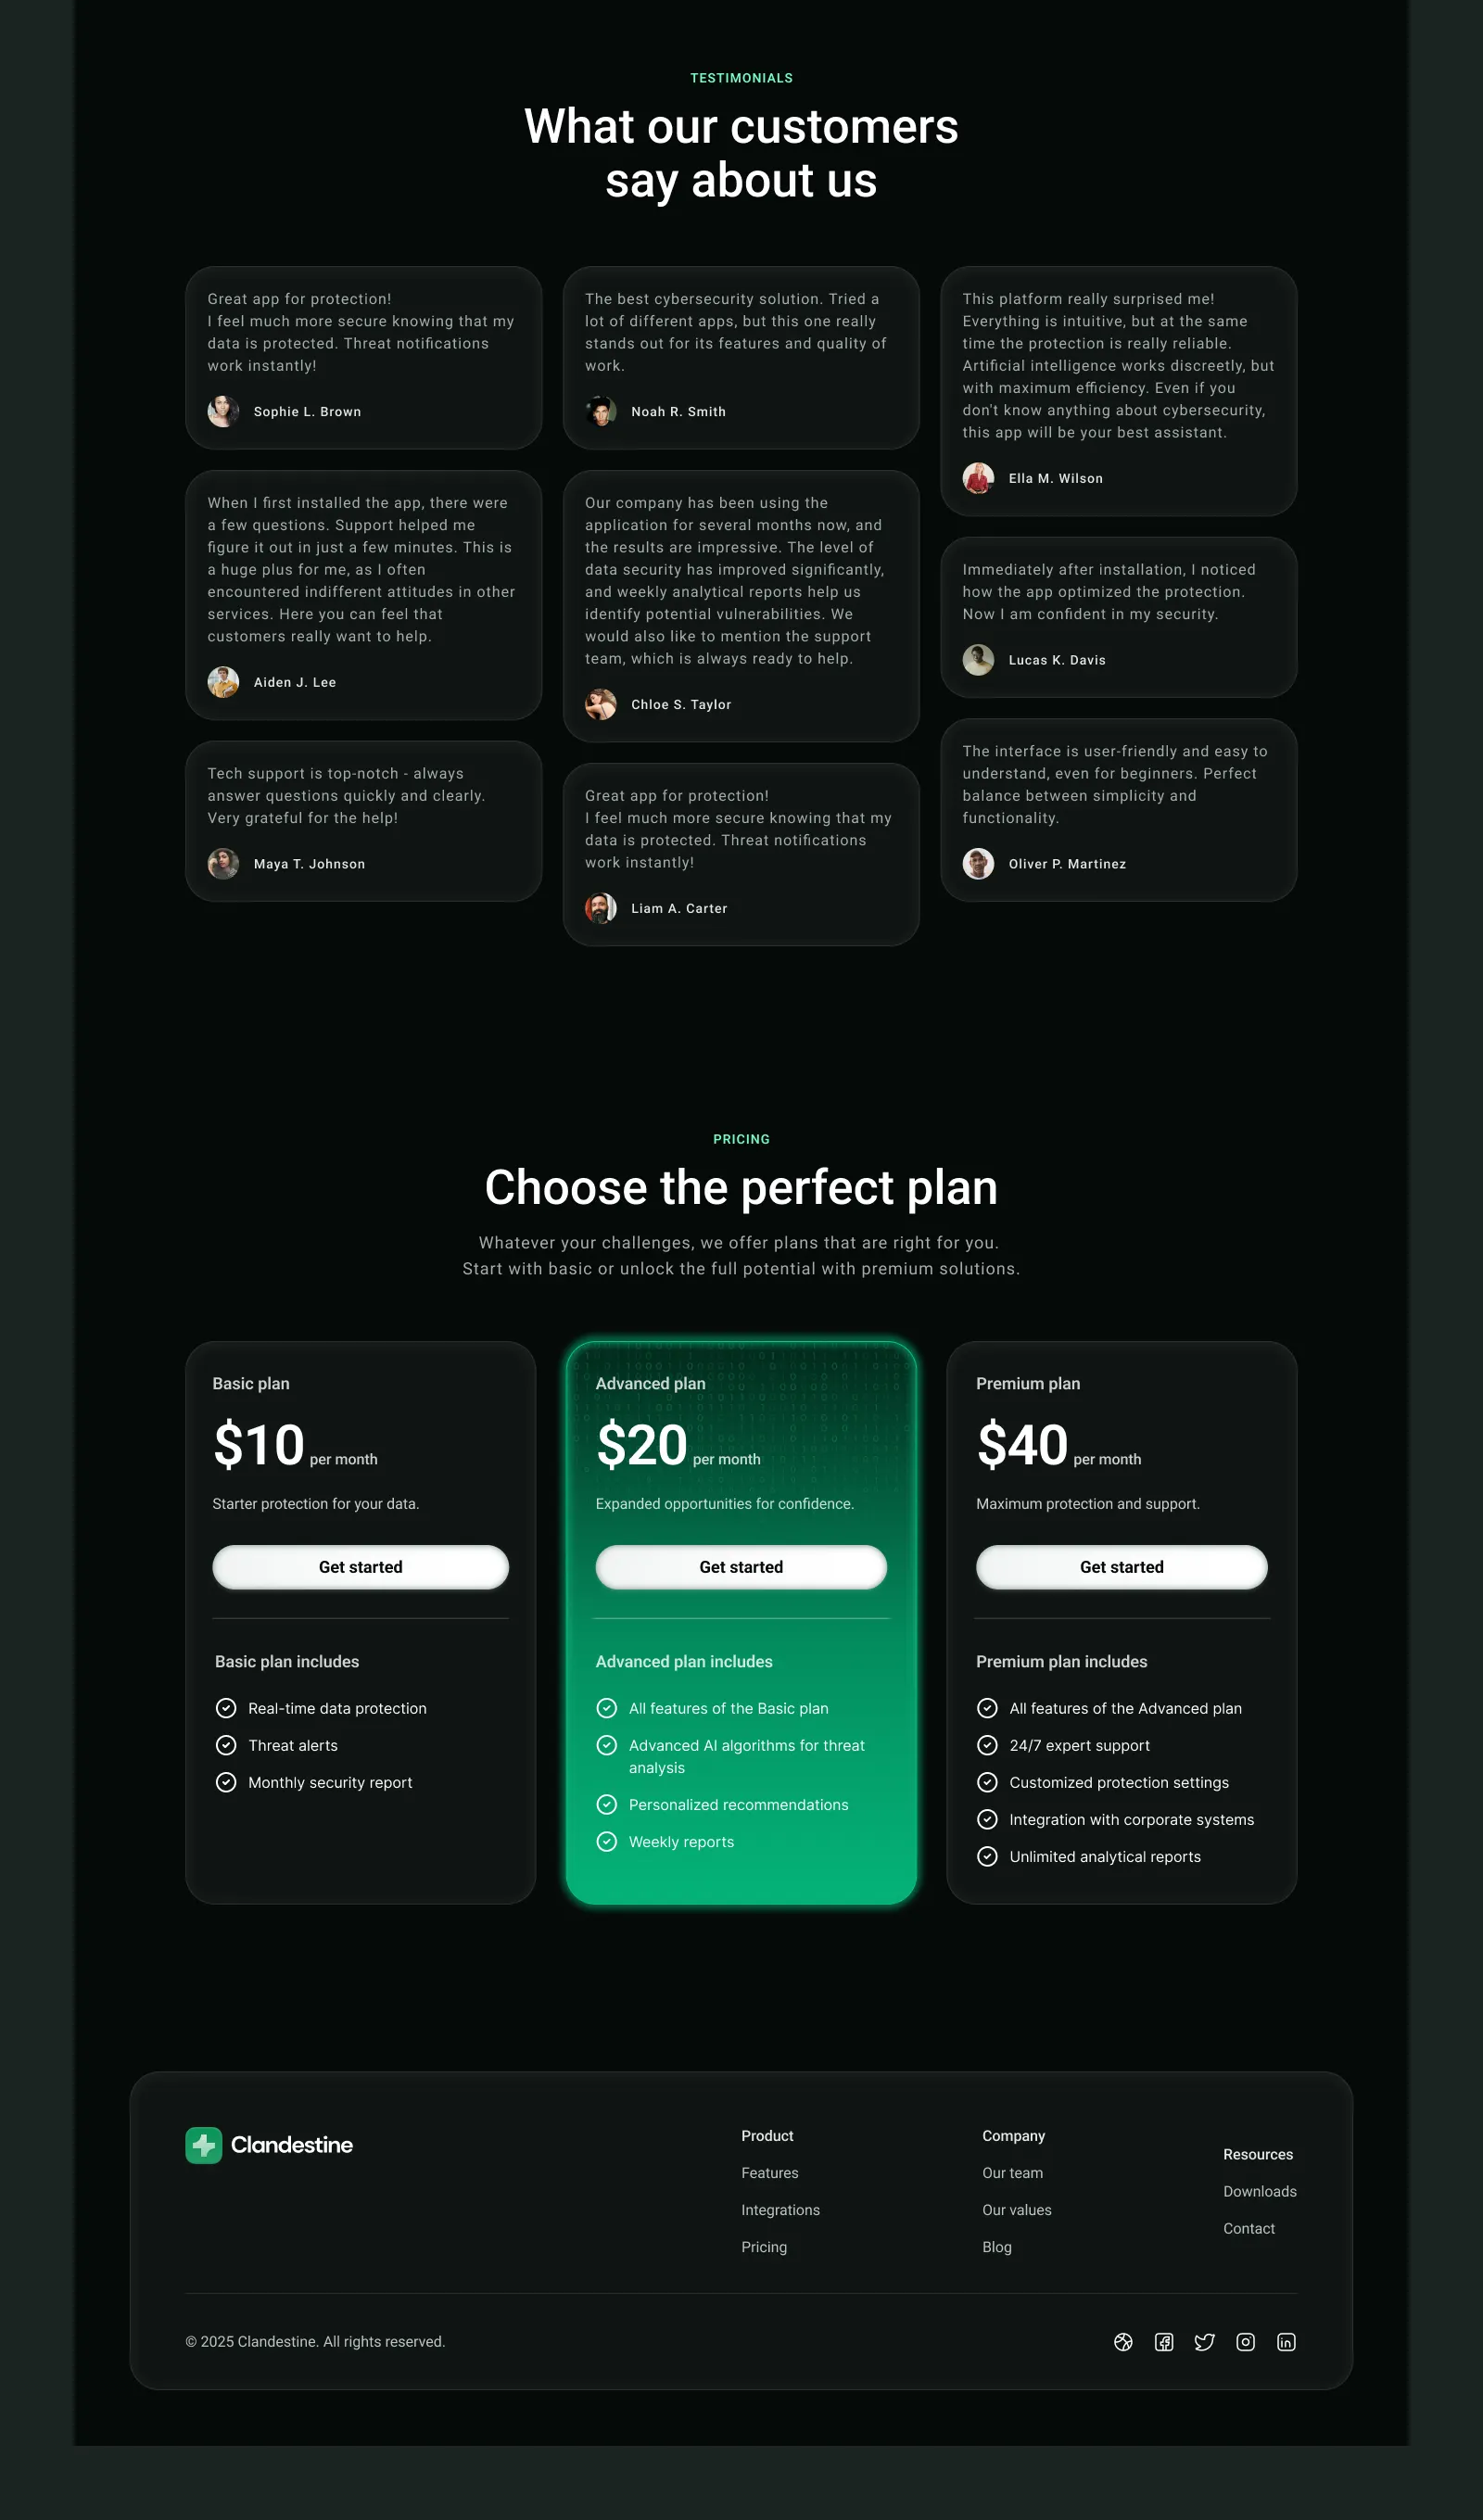 TESTIMONIALS
What our customers
say about us
Great app for protection!
I feel much more secure knowing that my
data is protected. Threat notifications
work instantly!
Sophie L. Brown
When I first installed the app, there were
a few questions. Support helped me
figure it out in just a few minutes. This is
a huge plus for me, as I often
encountered indifferent attitudes in other
services. Here you can feel that
customers really want to help.
Aiden J. Lee
Tech support is top-notch - always
answer questions quickly and clearly.
Very grateful for the help!
Maya T. Johnson
The best cybersecurity solution. Tried a
lot of different apps, but this one really
stands out for its features and quality of
work.
Noah R. Smith
Our company has been using the
application for several months now, and
the results are impressive. The level of
data security has improved significantly,
and weekly analytical reports help us
identify potential vulnerabilities. We
would also like to mention the support
team, which is always ready to help.
Chloe S. Taylor
Great app for protection!
I feel much more secure knowing that my
data is protected. Threat notifications
work instantly!
Liam A. Carter
This platform really surprised me!
Everything is intuitive, but at the same
time the protection is really reliable.
Artificial intelligence works discreetly, but
with maximum efficiency. Even if you
don't know anything about cybersecurity,
this app will be your best assistant.
Ella M. Wilson
Immediately after installation, I noticed
how the app optimized the protection.
Now I am confident in my security.
Lucas K. Davis
The interface is user-friendly and easy to
understand, even for beginners. Perfect
balance between simplicity and
functionality.
Oliver P. Martinez
PRICING
Choose the perfect plan
Whatever your challenges, we offer plans that are right for you.
Start with basic or unlock the full potential with premium solutions.
Basic plan
$10 per month
Starter protection for your data.
Get started
Basic plan includes
Real-time data protection
Threat alerts
Monthly security report
Advanced plan
$20 per month
Expanded opportunities for confidence.
Get started
Advanced plan includes
All features of the Basic plan
Advanced AI algorithms for threat
analysis
Personalized recommendations
Weekly reports
Premium plan
$40 per month
Maximum protection and support.
Get started
Premium plan includes
All features of the Advanced plan
24/7 expert support
Customized protection settings
Integration with corporate systems
Unlimited analytical reports
Clandestine
Product
Features
Integrations
Pricing
Company
Our team
Our values
Blog
Resources
Downloads
Contact
© 2025 Clandestine. All rights reserved.